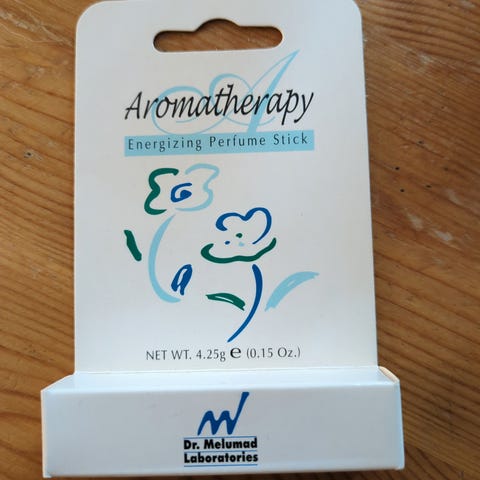 Aromatherapy
Energizing Perfume Stick
NET WT. 4.25g e (0.15 Oz.)
Dr. Melumad
Laboratories